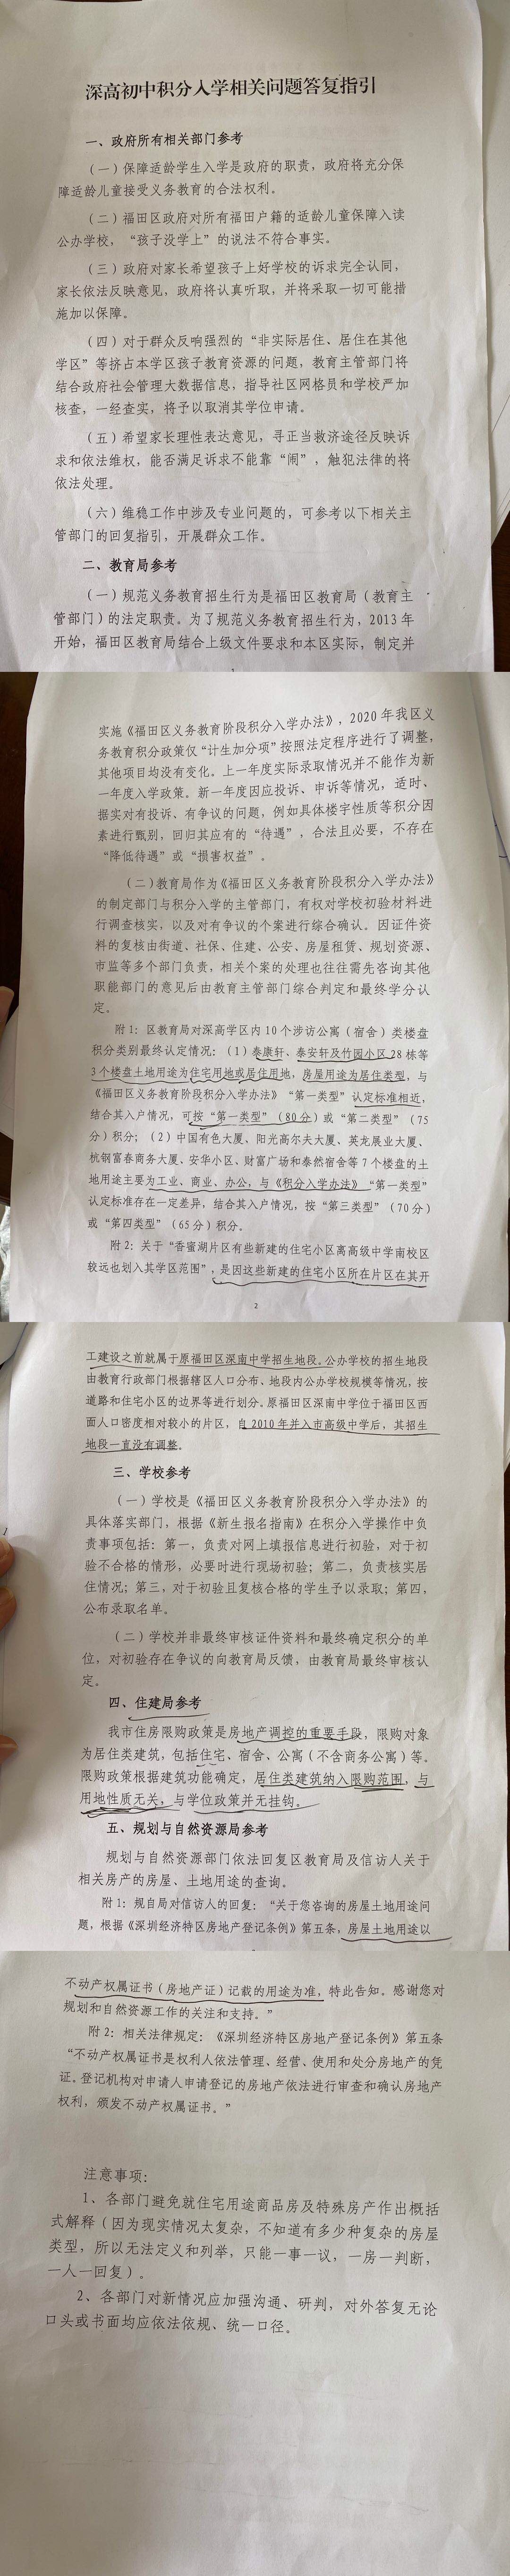 深高初中积分入学相关问题答复指引
一、政府所有相关部门参考
（一）保障适龄学生入学是政府的职责，政府将充分保
障适龄儿童接受义务教育的合法权利。
（二）福田区政府对所有福田户籍的适龄儿童保障入读
公办学校，“孩子没学上”的说法不符合事实。
（三）政府对家长希望孩子上好学校的诉求完全认同，
家长依法反映意见，政府将认真听取，并将采取一切可能措
施加以保障。
（四）对于群众反响强烈的“非实际居住、居住在其他
学区”等挤占本学区孩子教育资源的问题，教育主管部门将
结合政府社会管理大数据信息，指导社区网格员和学校严加
核查，一经查实，将予以取消其学位申请。
（五）希望家长理性表达意见，寻正当救济途径反映诉
求和依法维权，能否满足诉求不能靠“闹”，触犯法律的将
依法处理。
（六）维稳工作中涉及专业问题的，可参考以下相关主
管部门的回复指引，开展群众工作。
二、教育局参考
（一）规范义务教育招生行为是福田区教育局（教育主
管部门）的法定职责。为了规范义务教育招生行为，2013年
开始，福田区教育局结合上级文件要求和本区实际，制定并
实施《福田区义务教育阶段积分入学办法》，2020年我区义
务教育积分政策仅“计生加分项”按照法定程序进行了调整，
其他项目均没有变化。上一年度实际录取情况并不能作为新
一年度入学政策。新一年度因应投诉、申诉等情况，适时、
据实对有投诉、有争议的问题，例如具体楼宇性质等积分因
素进行甄别，回归其应有的“待遇”，合法且必要，不存在
“降低待遇”或“损害权益”。
（二）教育局作为《福田区义务教育阶段积分入学办法》
的制定部门与积分入学的主管部门，有权对学校初验材料进
行调查核实，以及对有争议的个案进行综合确认。因证件资
料的复核由街道、社保、住建、公安、房屋租赁、规划资源、
市监等多个部门负责，相关个案的处理也往往需先咨询其他
职能部门的意见后由教育主管部门综合判定和最终学分认
定。
附1：区教育局对深高学区内10个涉访公寓（宿舍）类楼盘
积分类别最终认定情况：（1）泰康轩、泰安轩及竹园小区28栋等
3个楼盘土地用途为住宅用地或居住用地，房屋用途为居住类型，与
《福田区义务教育阶段积分入学办法》“第一类型”认定标准相近，
结合其入户情况，可按“第一类型”（80分）或“第二类型”（75
分）积分；（2）中国有色大厦、阳光高尔夫大厦、英龙展业大厦、
杭钢富春商务大厦、安华小区、财富广场和泰然宿舍等7个楼盘的土
地用途主要为工业、商业、办公，与《积分入学办法》“第一类型”
认定标准存在一定差异，结合其入户情况，按“第三类型”（70分）
或“第四类型”（65分）积分。
附2：关于“香蜜湖片区有些新建的住宅小区离高级中学南校区
较远也划入其学区范围”，是因这些新建的住宅小区所在片区在其开
2
工建设之前就属于原福田区深南中学招生地段。公办学校的招生地段
由教育行政部门根据辖区人口分布、地段内公办学校规模等情况，按
道路和住宅小区的边界等进行划分。原福田区深南中学位于福田区西
面人口密度相对较小的片区，自2010年并入市高级中学后，其招生
地段一直没有调整。
三、学校参考
（一）学校是《福田区义务教育阶段积分入学办法》的
具体落实部门，根据《新生报名指南》在积分入学操作中负
责事项包括：第一，负责对网上填报信息进行初验，对于初
验不合格的情形，必要时进行现场初验；第二，负责核实居
住情况；第三，对于初验且复核合格的学生予以录取；第四，
公布录取名单。
（二）学校并非最终审核证件资料和最终确定积分的单
位，对初验存在争议的向教育局反馈，由教育局最终审核认
定。
四、住建局参考
我市住房限购政策是房地产调控的重要手段，限购对象
为居住类建筑，包括住宅、宿舍、公寓（不含商务公寓）等。
限购政策根据建筑功能确定，居住类建筑纳入限购范围，与
用地性质无关，与学位政策并无挂钩。
五、规划与自然资源局参考
规划与自然资源部门依法回复区教育局及信访人关于
相关房产的房屋、土地用途的查询。
附1：规自局对信访人的回复：“关于您咨询的房屋土地用途问
题，根据《深圳经济特区房地产登记条例》第五条，房屋土地用途以
不动产权属证书（房地产证）记载的用途为准，特此告知。感谢您对
规划和自然资源工作的关注和支持。”
附2：相关法律规定：《深圳经济特区房地产登记条例》第五条
“不动产权属证书是权利人依法管理、经营、使用和处分房地产的凭
证。登记机构对申请人申请登记的房地产依法进行审查和确认房地产
权利，颁发不动产权属证书。”
注意事项：
1、各部门避免就住宅用途商品房及特殊房产作出概括
式解释（因为现实情况太复杂，不知道有多少种复杂的房屋
类型，所以无法定义和列举，只能一事一议，一房一判断，
一人一回复）。
2、各部门对新情况应加强沟通、研判，对外答复无论
口头或书面均应依法依规、统一口径。